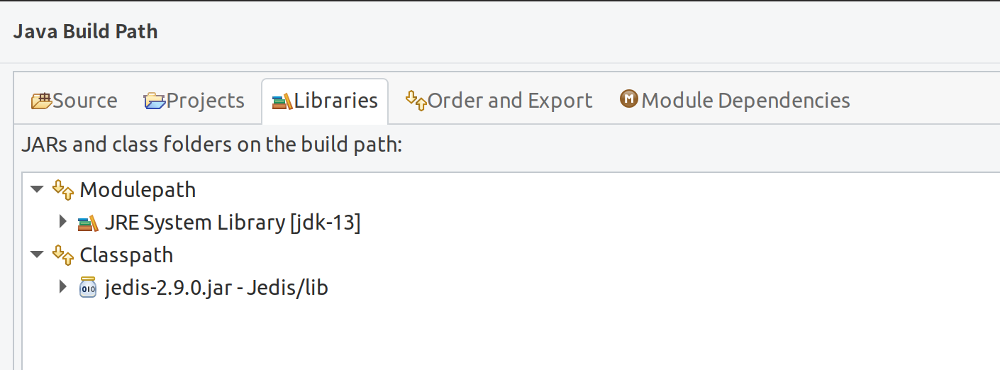 Java Build Path
Source Projects Libraries Order and Export M Module Dependencies
JARs and class folders on the build path:
Modulepath
JRE System Library [jdk-13]
Classpath
010 jedis-2.9.0.jar - Jedis/lib